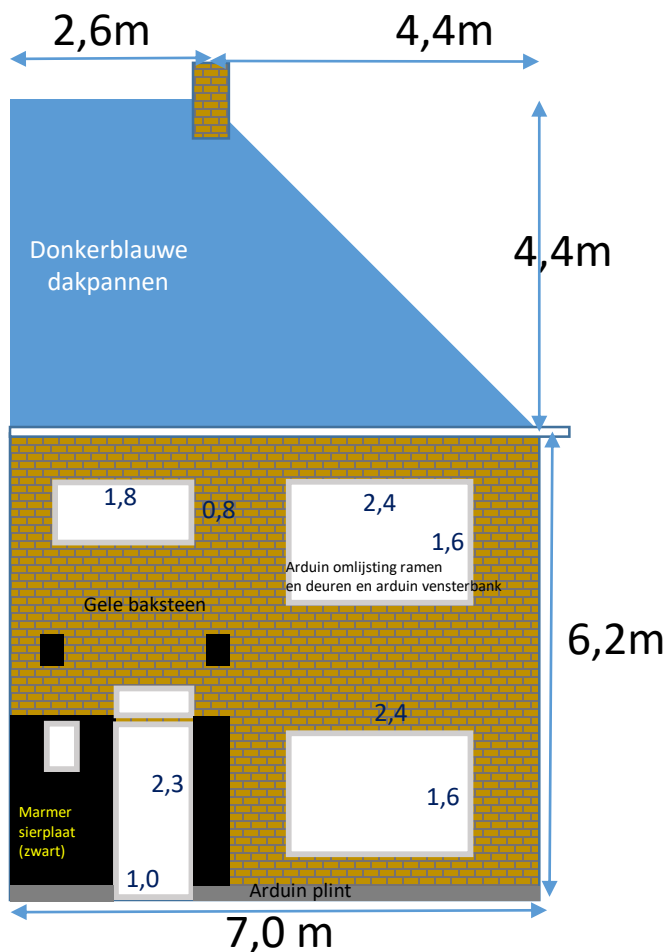 2,6m
4,4m
Donkerblauwe
dakpannen
4,4m
1,8
0,8
2,4
1,6
Arduin omlijsting ramen
en deuren en arduin vensterbank
Gele baksteen
6,2m
2,4
2,3
1,6
Marmer
sierplaat
(zwart)
1,0
Arduin plint
7,0 m